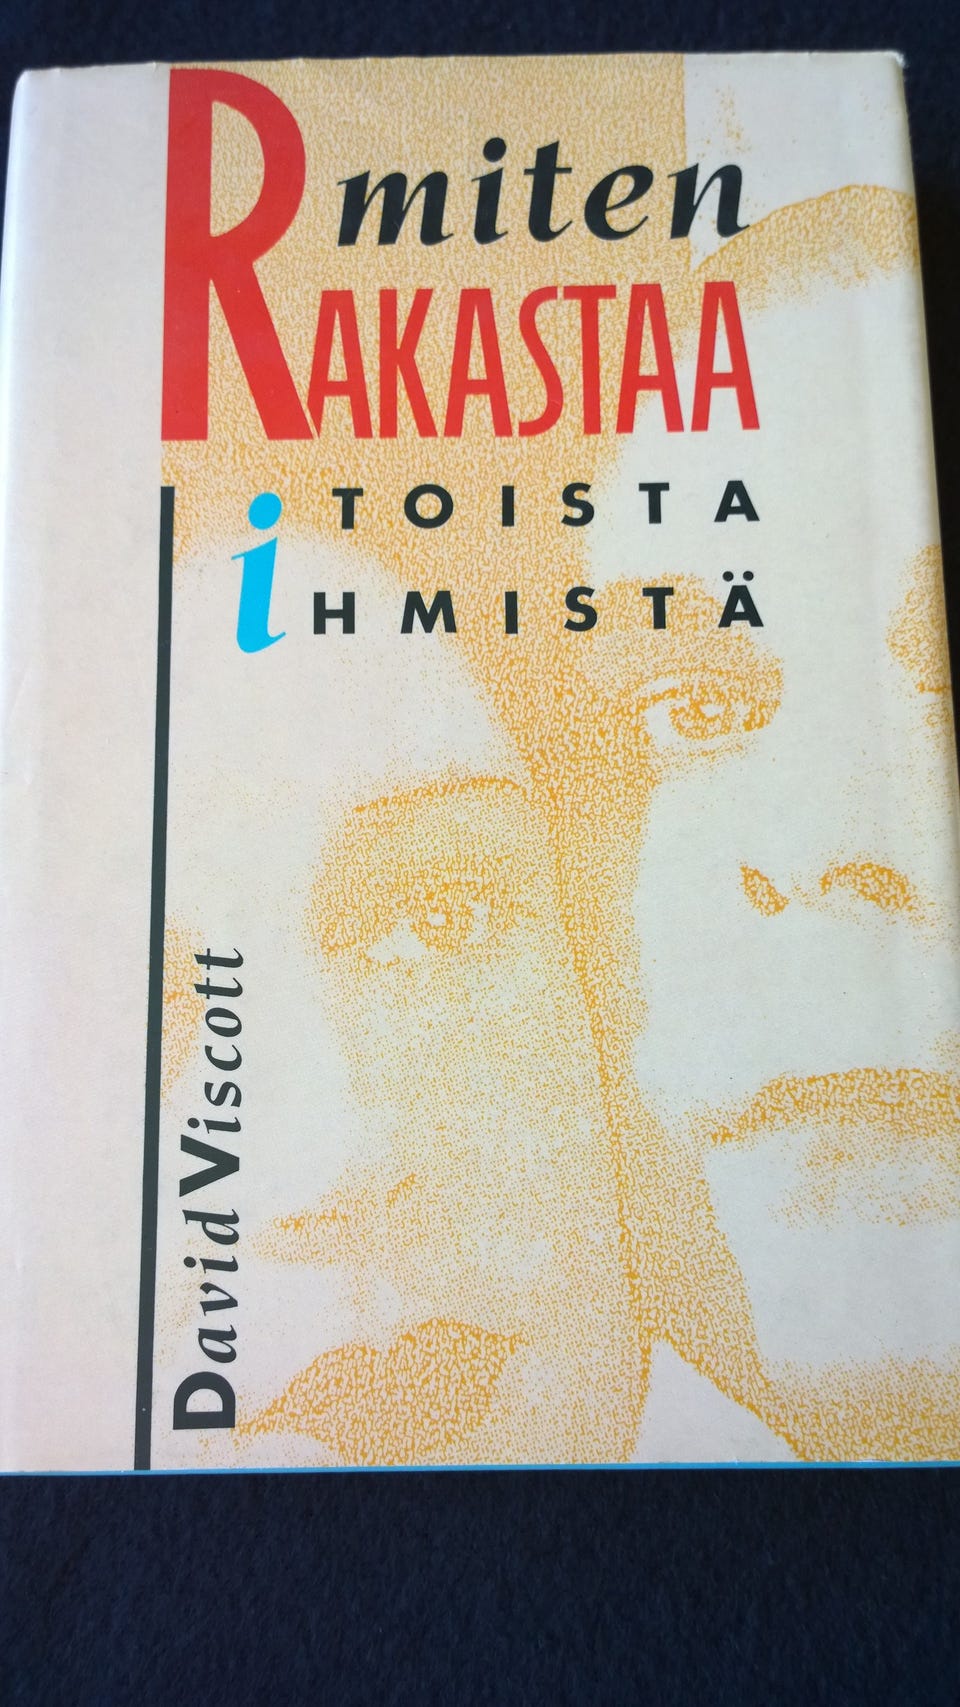 miten
RAKASTAA
TOISTA
iHMISTÄ
David Viscott